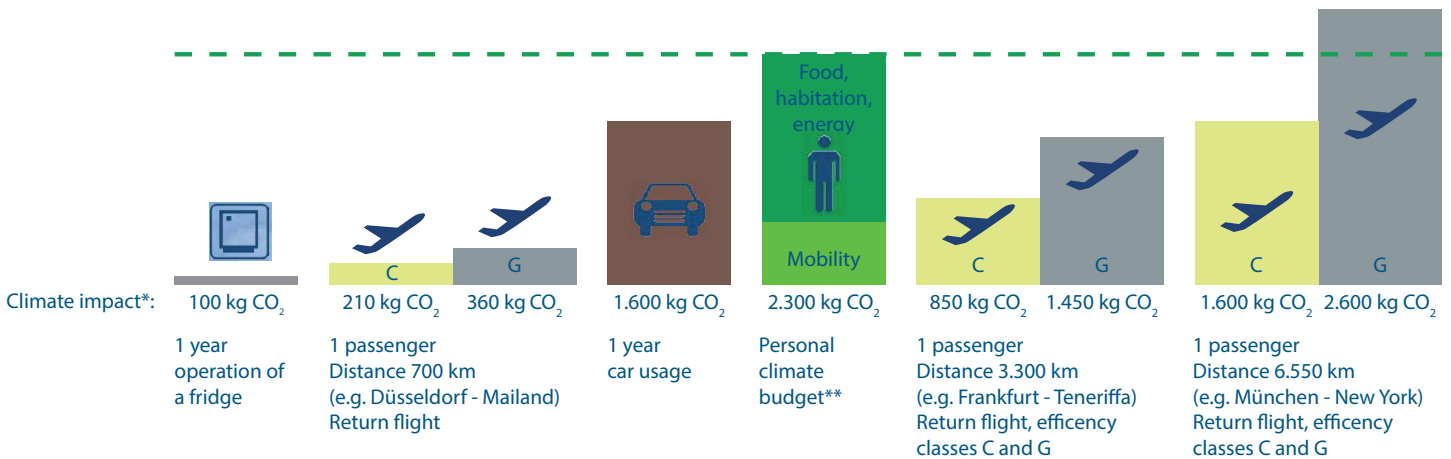 Food,
habitation,
energy
Mobility
C
G
C
G
C
G
Climate impact*:
100 kg CO₂
210 kg CO₂
360 kg CO₂
1.600 kg CO₂
2.300 kg CO₂
850 kg CO₂
1.450 kg CO₂
1.600 kg CO₂
2.600 kg CO₂
1 year
operation of
a fridge
1 passenger
Distance 700 km
(e.g. Düsseldorf - Mailand)
Return flight
1 year
car usage
Personal
climate
budget**
1 passenger
Distance 3.300 km
(e.g. Frankfurt - Teneriffa)
Return flight, efficency
classes C and G
1 passenger
Distance 6.550 km
(e.g. München - New York)
Return flight, efficency
classes C and G